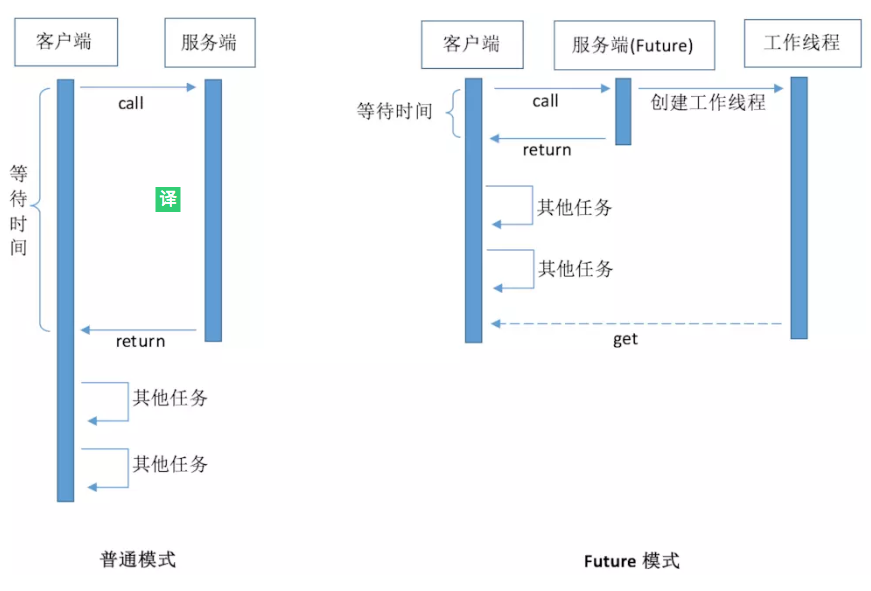 客户端
服务端
call
等待时间
译
return
其他任务
其他任务
普通模式
客户端
服务端(Future)
工作线程
等待时间
call
创建工作线程
return
其他任务
其他任务
get
Future 模式